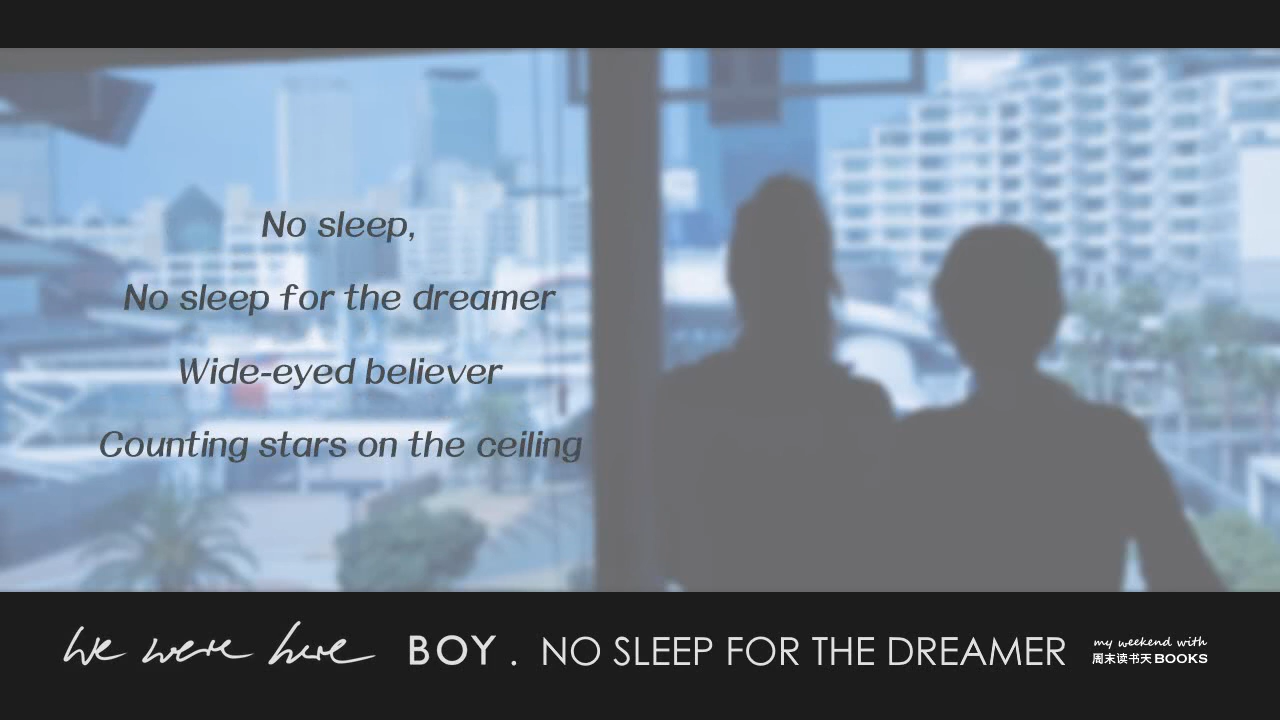 No sleep,
No sleep for the dreamer
Wide-eyed believer
Counting stars on the ceiling
we were here BOY . NO SLEEP FOR THE DREAMER
my weekend with
周末读书天 BOOKS